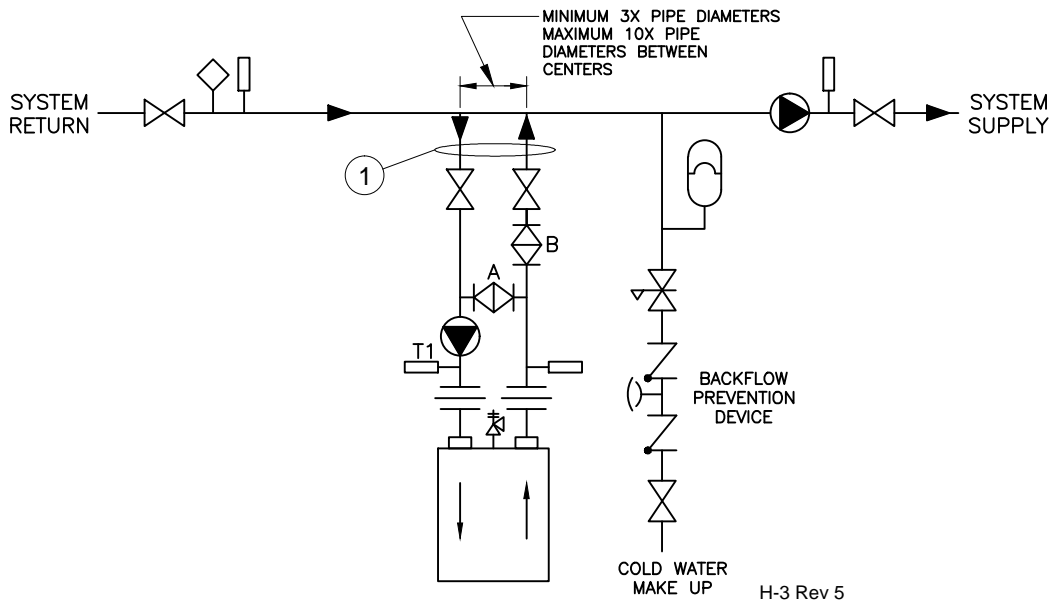 MINIMUM 3X PIPE DIAMETERS
MAXIMUM 10X PIPE
DIAMETERS BETWEEN
CENTERS
SYSTEM
RETURN
SYSTEM
SUPPLY
1
B
A
T1
BACKFLOW
PREVENTION
DEVICE
COLD WATER
MAKE UP
H-3 Rev 5